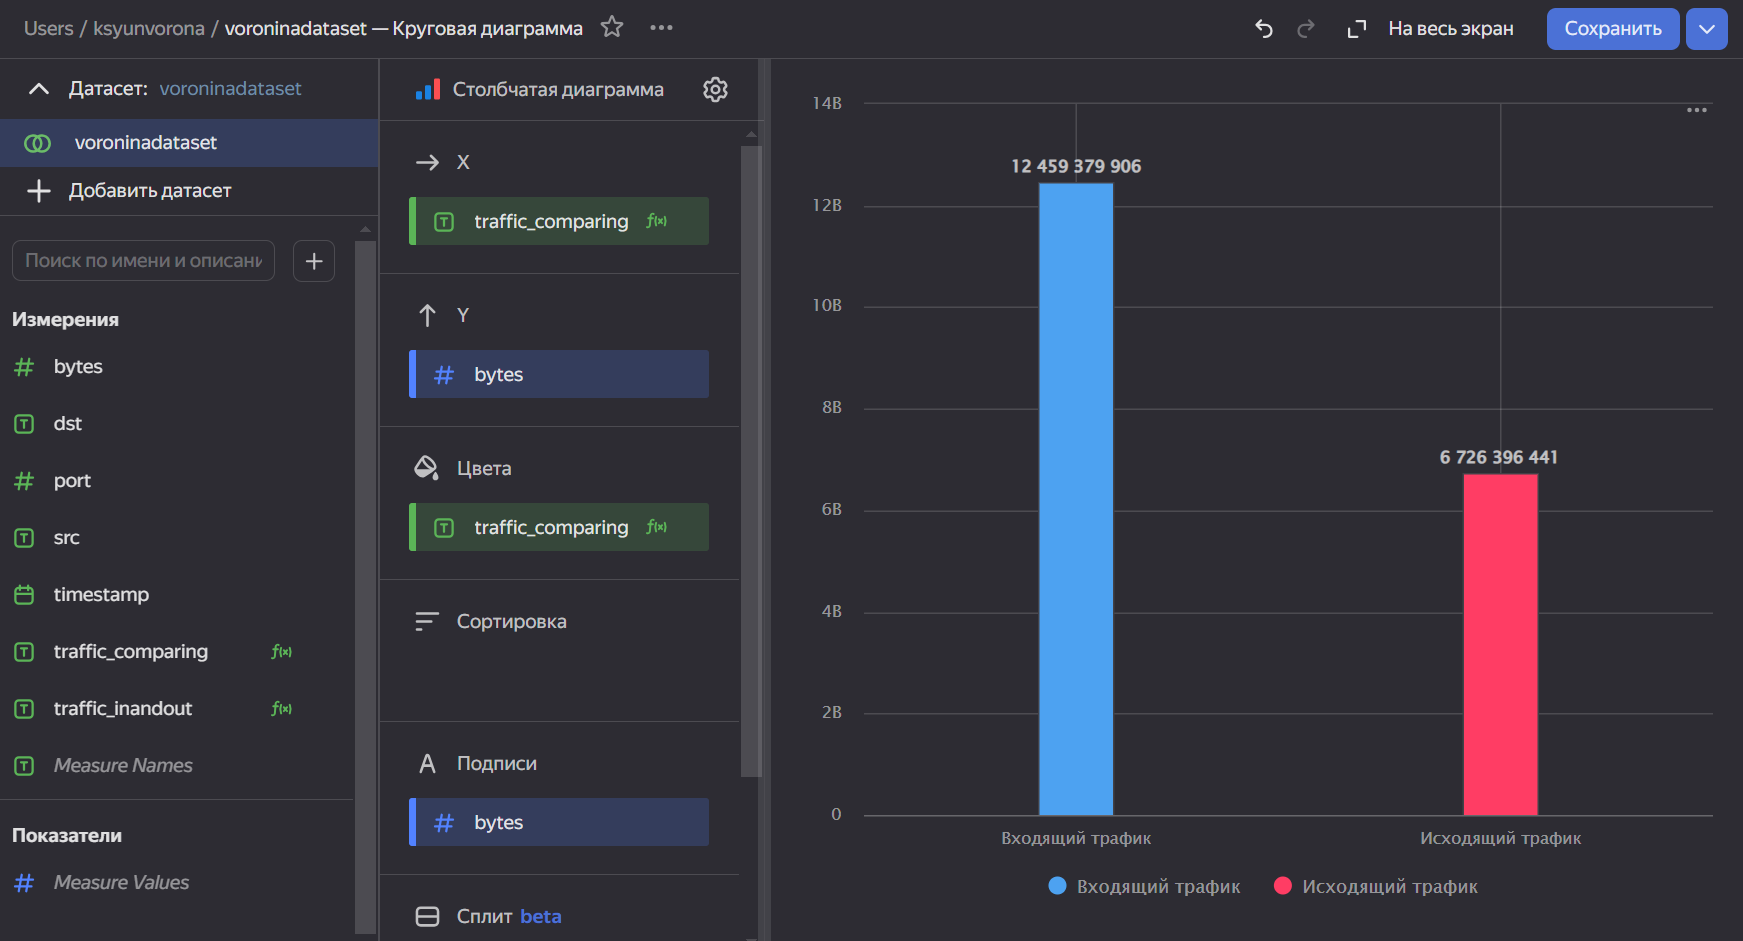 Users / ksyunvorona / voroninadataset — Круговая диаграмма
На весь экран
Сохранить
Датасет: voroninadataset
voroninadataset
Добавить датасет
Поиск по имени и описани
Измерения
bytes
dst
port
src
timestamp
traffic_comparing f(x)
traffic_inandout f(x)
Measure Names
Показатели
Measure Values
Столбчатая диаграмма
X
traffic_comparing f(x)
Y
bytes
Цвета
traffic_comparing f(x)
Сортировка
Подписи
bytes
Сплит beta
14B
12B
10B
8B
6B
4B
2B
0
12 459 379 906
6 726 396 441
Входящий трафик
Исходящий трафик
Входящий трафик
Исходящий трафик